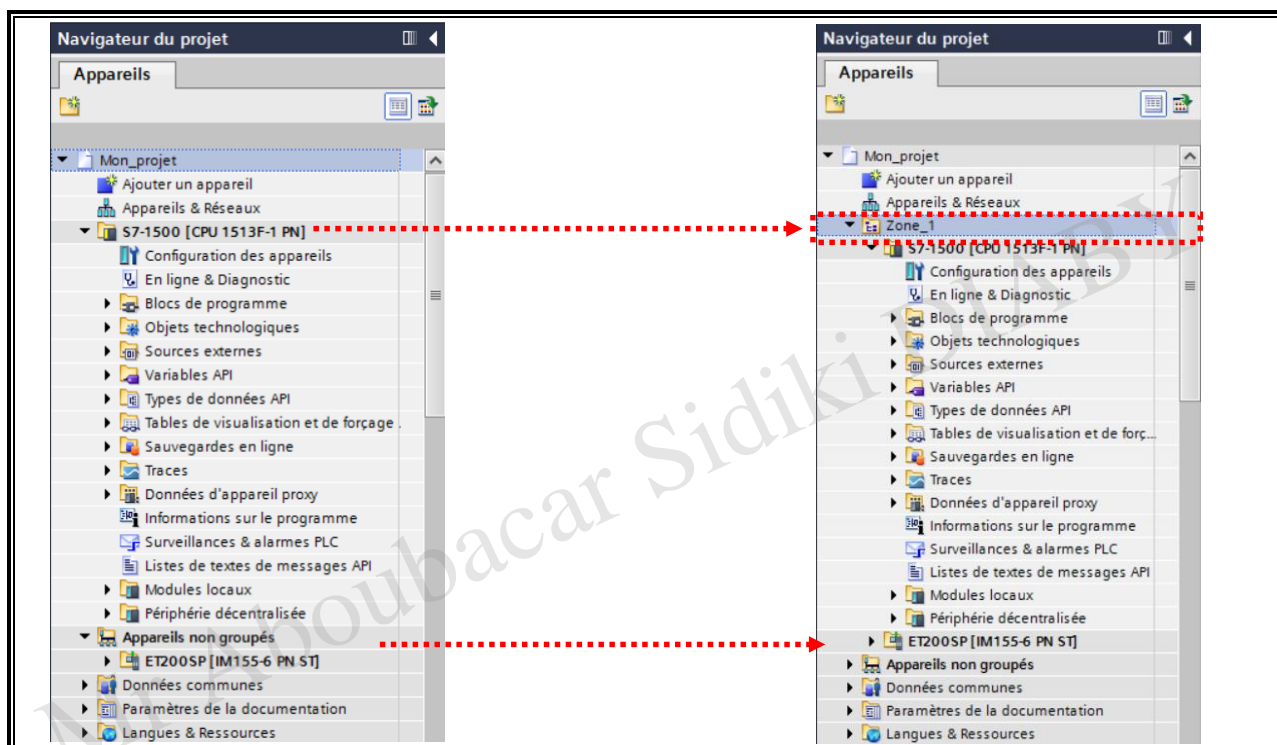 Navigateur du projet
Appareils
Mon_projet
Ajouter un appareil
Appareils & Réseaux
S7-1500 [CPU 1513F-1 PN]
Configuration des appareils
En ligne & Diagnostic
Blocs de programme
Objets technologiques
Sources externes
Variables API
Types de données API
Tables de visualisation et de forçage .
Sauvegardes en ligne
Traces
Données d'appareil proxy
Informations sur le programme
Surveillances & alarmes PLC
Listes de textes de messages API
Modules locaux
Périphérie décentralisée
Appareils non groupés
ET200SP [IM155-6 PN ST]
Données communes
Paramètres de la documentation
Langues & Ressources
Navigateur du projet
Appareils
Mon_projet
Ajouter un appareil
Appareils & Réseaux
Zone_1
S7-1500 [CPU 1513F-1 PN]
Configuration des appareils
En ligne & Diagnostic
Blocs de programme
Objets technologiques
Sources externes
Variables API
Types de données API
Tables de visualisation et de forç...
Sauvegardes en ligne
Traces
Données d'appareil proxy
Informations sur le programme
Surveillances & alarmes PLC
Listes de textes de messages API
Modules locaux
Périphérie décentralisée
ET200SP [IM155-6 PN ST]
Appareils non groupés
Données communes
Paramètres de la documentation
Langues & Ressources
Mr Aboubacar Sidiki DIABY